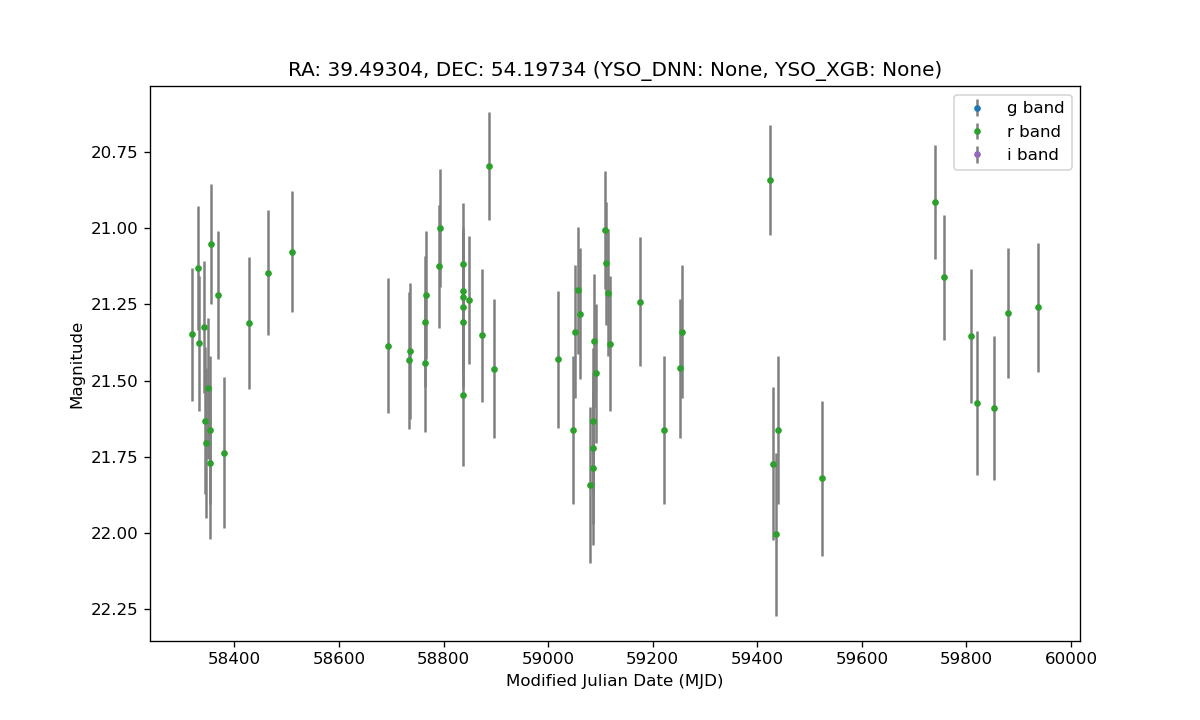 RA: 39.49304, DEC: 54.19734 (YSO_DNN: None, YSO_XGB: None)
g band
r band
i band
20.75
21.00
21.25
21.50
21.75
22.00
22.25
Magnitude
58400 58600 58800 59000 59200 59400 59600 59800 60000
Modified Julian Date (MJD)